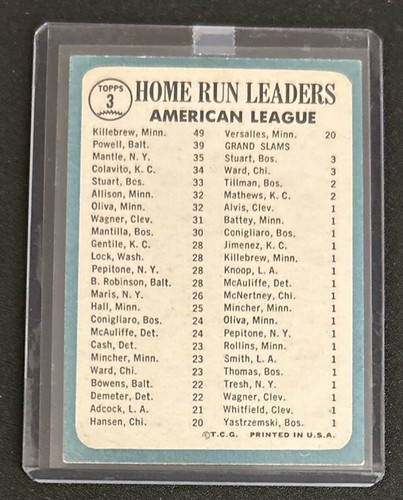 TOPPS
3
HOME RUN LEADERS
AMERICAN LEAGUE
Killebrew, Minn. 49
Powell, Balt. 39
Mantle, N. Y. 35
Colavito, K. C. 34
Stuart, Bos. 33
Allison, Minn. 32
Oliva, Minn. 32
Wagner, Clev. 31
Mantilla, Bos. 30
Gentile, K. C. 28
Lock, Wash. 28
Pepitone, N. Y. 28
B. Robinson, Balt. 28
Maris, N. Y. 26
Hall, Minn. 25
Conigliaro, Bos. 24
McAuliffe, Det. 24
Cash, Det. 23
Mincher, Minn. 23
Ward, Chi. 23
Bowens, Balt. 22
Demeter, Det. 22
Adcock, L. A. 21
Hansen, Chi. 20
Versalles, Minn. 20
GRAND SLAMS
Stuart, Bos. 3
Ward, Chi. 3
Tillman, Bos. 2
Mathews, K. C. 2
Alvis, Clev. 1
Battey, Minn. 1
Conigliaro, Bos. 1
Jimenez, K. C. 1
Killebrew, Minn. 1
Knoop, L. A. 1
McAuliffe, Det. 1
McNertney, Chi. 1
Mincher, Minn. 1
Oliva, Minn. 1
Pepitone, N. Y. 1
Rollins, Minn. 1
Smith, L. A. 1
Thomas, Bos. 1
Tresh, N. Y. 1
Wagner, Clev. 1
Whitfield, Clev. 1
Yastrzemski, Bos. 1
©T.C.G. PRINTED IN U.S.A.